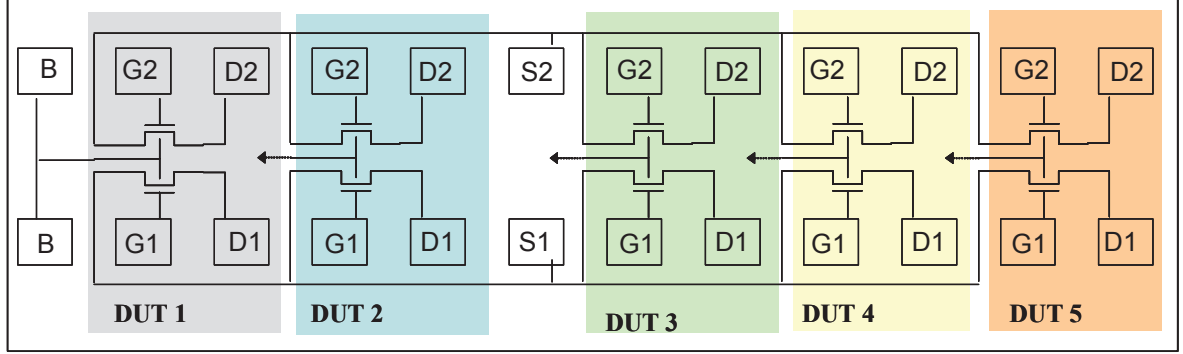 B G2 D2 G2 D2 S2 G2 D2 G2 D2 G2 D2
B G1 D1 G1 D1 S1 G1 D1 G1 D1 G1 D1
DUT 1 DUT 2 DUT 3 DUT 4 DUT 5